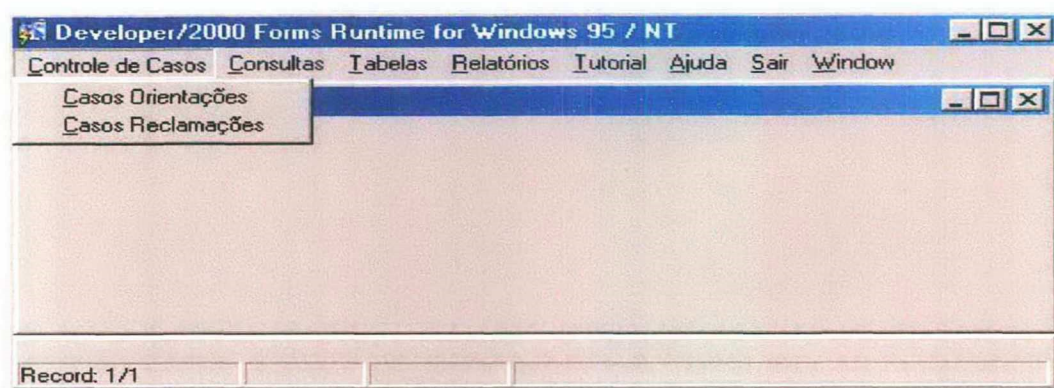 Developer/2000 Forms Runtime for Windows 95 / NT
Controle de Casos Consultas Tabelas Relatórios Tutorial Ajuda Sair Window
Casos Orientações
Casos Reclamações
Record: 1/1